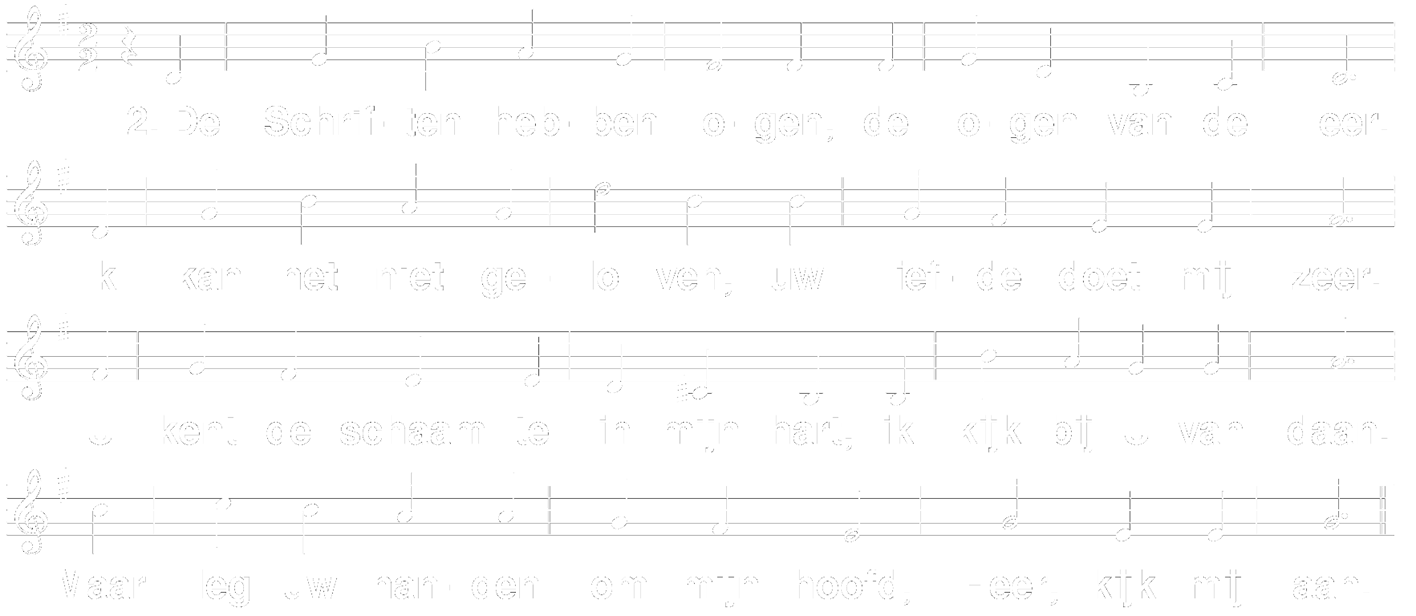 2. De Schrif- ten heb- ben o- gen, de o- gen van de eer.
Ik kan het niet ge- lo ven, uw lief- de doet mij zeer.
U kent de schaam te in mijn hart, ik kijk bij U van daan.
Maar leg uw han- den om mijn hoofd, Heer, kijk mij aan.